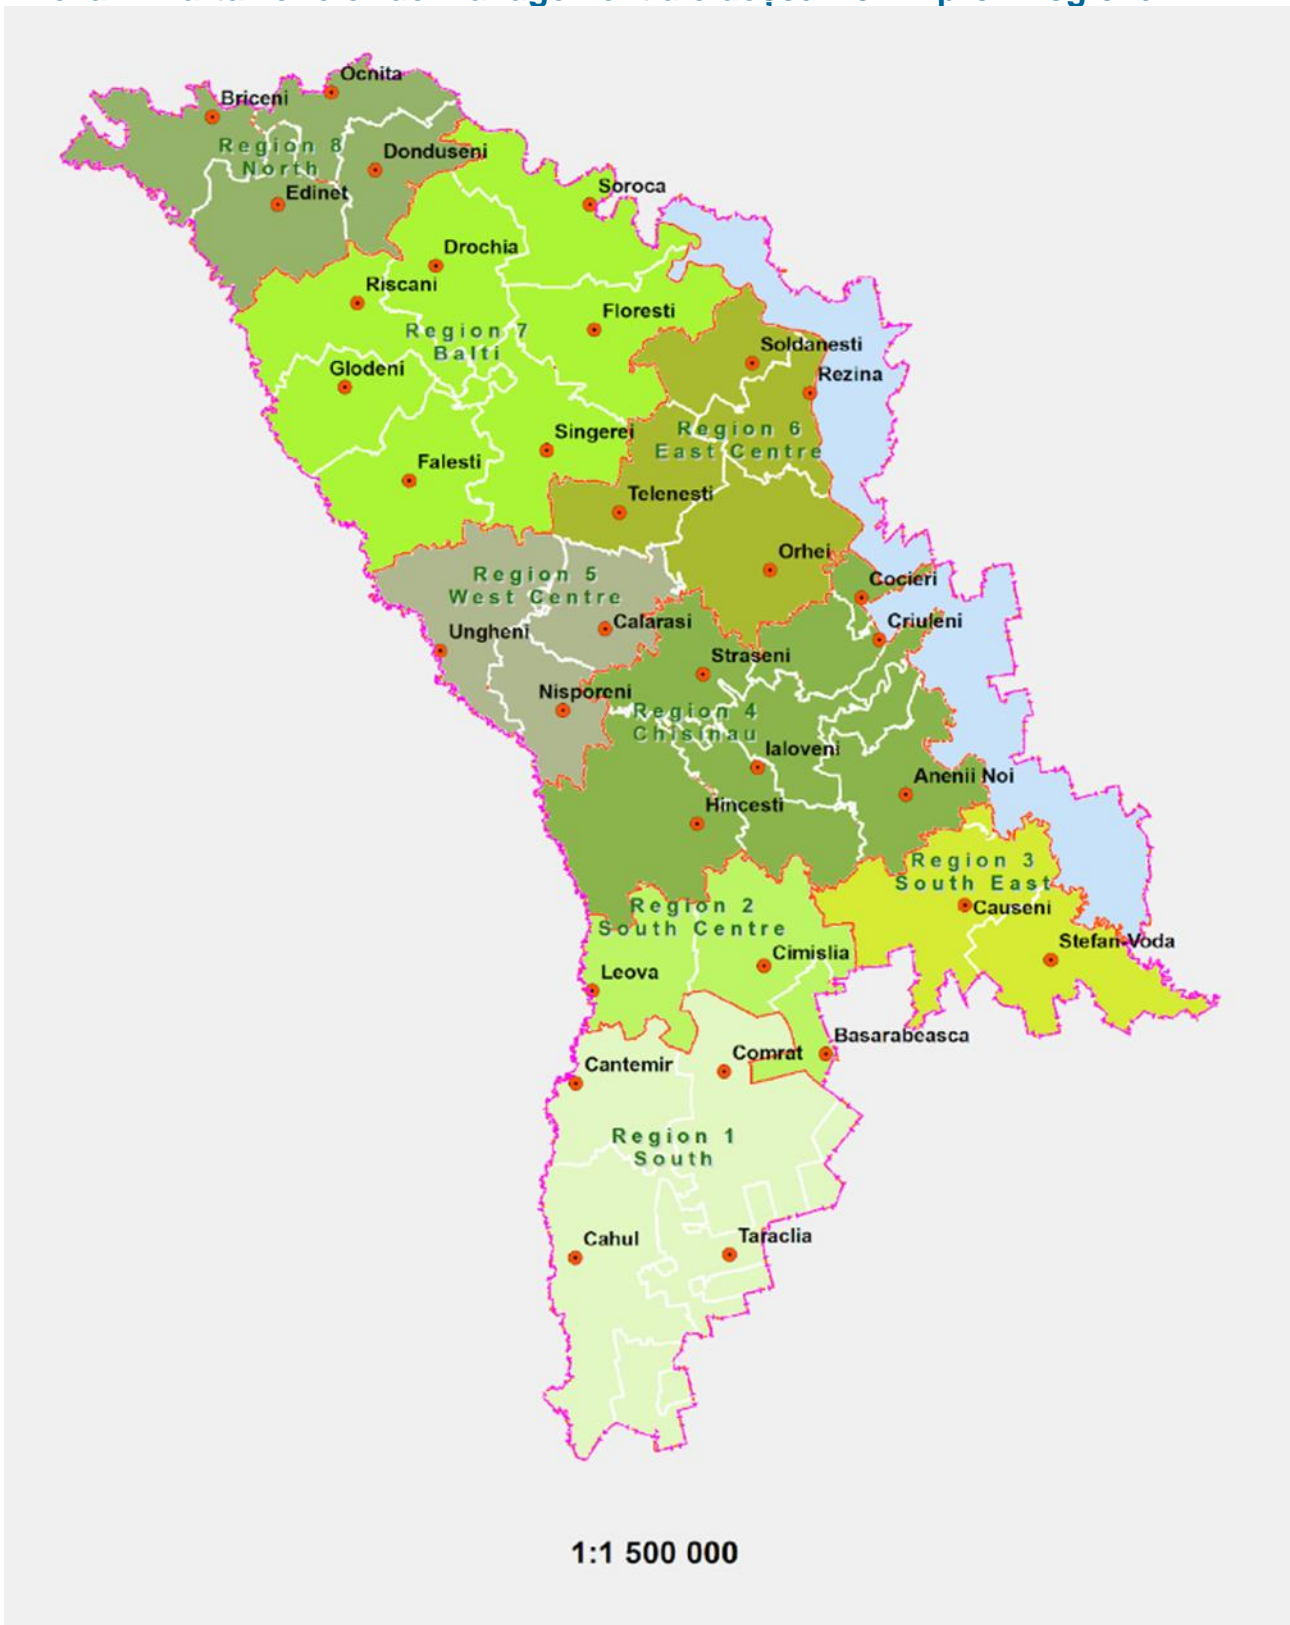 Ocnita
Briceni
Region 8
North
Donduseni
Edinet
Soroca
Drochia
Riscani
Floresti
Region 7
Balti
Soldanesti
Glodeni
Rezina
Singerei
Region 6
East Centre
Falesti
Telenesti
Orhei
Region 5
West Centre
Cocieri
Calarasi
Criuleni
Ungheni
Straseni
Nisporeni
Region 4
Chisinau
Ialoveni
Anenii Noi
Hincesti
Region 3
South East
Region 2
South Centre
Causeni
Stefan-Voda
Cimislia
Leova
Basarabeasca
Comrat
Cantemir
Region 1
South
Cahul
Taraclia
1:1 500 000